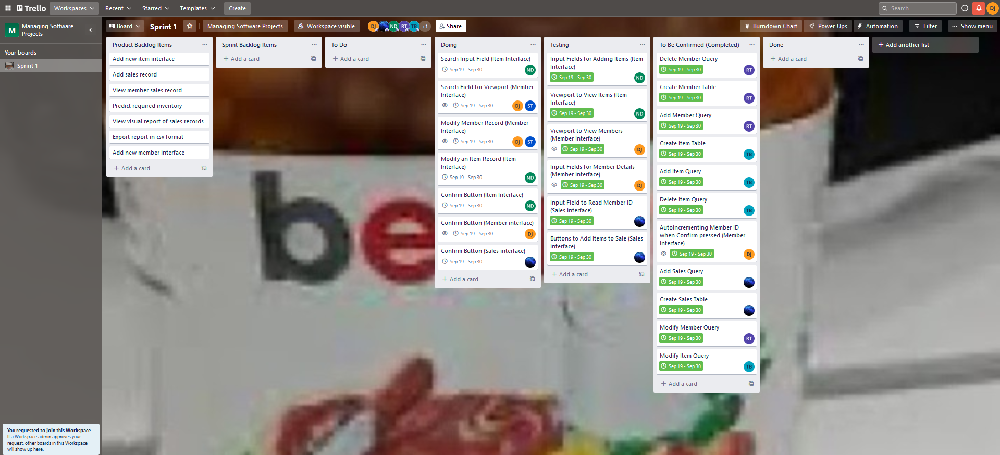 Trello
Workspaces
Recent
Starred
Templates
Create
Search
DJ
M
Managing Software Projects
Your boards
Sprint 1
Board
Sprint 1
Managing Software Projects
Workspace visible
DJ
ND
RT
TB
+1
Share
Burndown Chart
Power-Ups
Automation
Filter
Show menu
Product Backlog Items
Add new item interface
Add sales record
View member sales record
Predict required inventory
View visual report of sales records
Export report in csv format
Add new member interface
+ Add a card
Sprint Backlog Items
+ Add a card
To Do
+ Add a card
Doing
Search Input Field (Item Interface)
Sep 19 - Sep 30
ND
Search Field for Viewport (Member
Interface)
Sep 19 - Sep 30
DJ
ST
Modify Member Record (Member
Interface)
Sep 19 - Sep 30
DJ
ST
Modify an Item Record (Item
Interface)
Sep 19 - Sep 30
ND
Confirm Button (Item Interface)
Sep 19 - Sep 30
ND
Confirm Button (Member interface)
Sep 19 - Sep 30
DJ
Confirm Button (Sales interface)
Sep 19 - Sep 30
+ Add a card
Testing
Input Fields for Adding Items (Item
Interface)
Sep 19 - Sep 30
ND
Viewport to View Items (Item
Interface)
Sep 19 - Sep 30
ND
Viewport to View Members
(Member Interface)
Sep 19 - Sep 30
DJ
Input Fields for Member Details
(Member interface)
Sep 19 - Sep 30
DJ
Input Field to Read Member ID
(Sales interface)
Sep 19 - Sep 30
Buttons to Add Items to Sale (Sales
interface)
Sep 19 - Sep 30
+ Add a card
To Be Confirmed (Completed)
Delete Member Query
Sep 19 - Sep 30
RT
Create Member Table
Sep 19 - Sep 30
RT
Add Member Query
Sep 19 - Sep 30
RT
Create Item Table
Sep 19 - Sep 30
TB
Add Item Query
Sep 19 - Sep 30
TB
Delete Item Query
Sep 19 - Sep 30
TB
Autoincrementing Member ID
when Confirm pressed (Member
interface)
Sep 19 - Sep 30
DJ
Add Sales Query
Sep 19 - Sep 30
Create Sales Table
Sep 19 - Sep 30
Modify Member Query
Sep 19 - Sep 30
RT
Modify Item Query
Sep 19 - Sep 30
TB
+ Add a card
Done
+ Add a card
+ Add another list
be
You requested to join this Workspace.
If a Workspace admin approves your
request, other boards in this Workspace
will show up here.